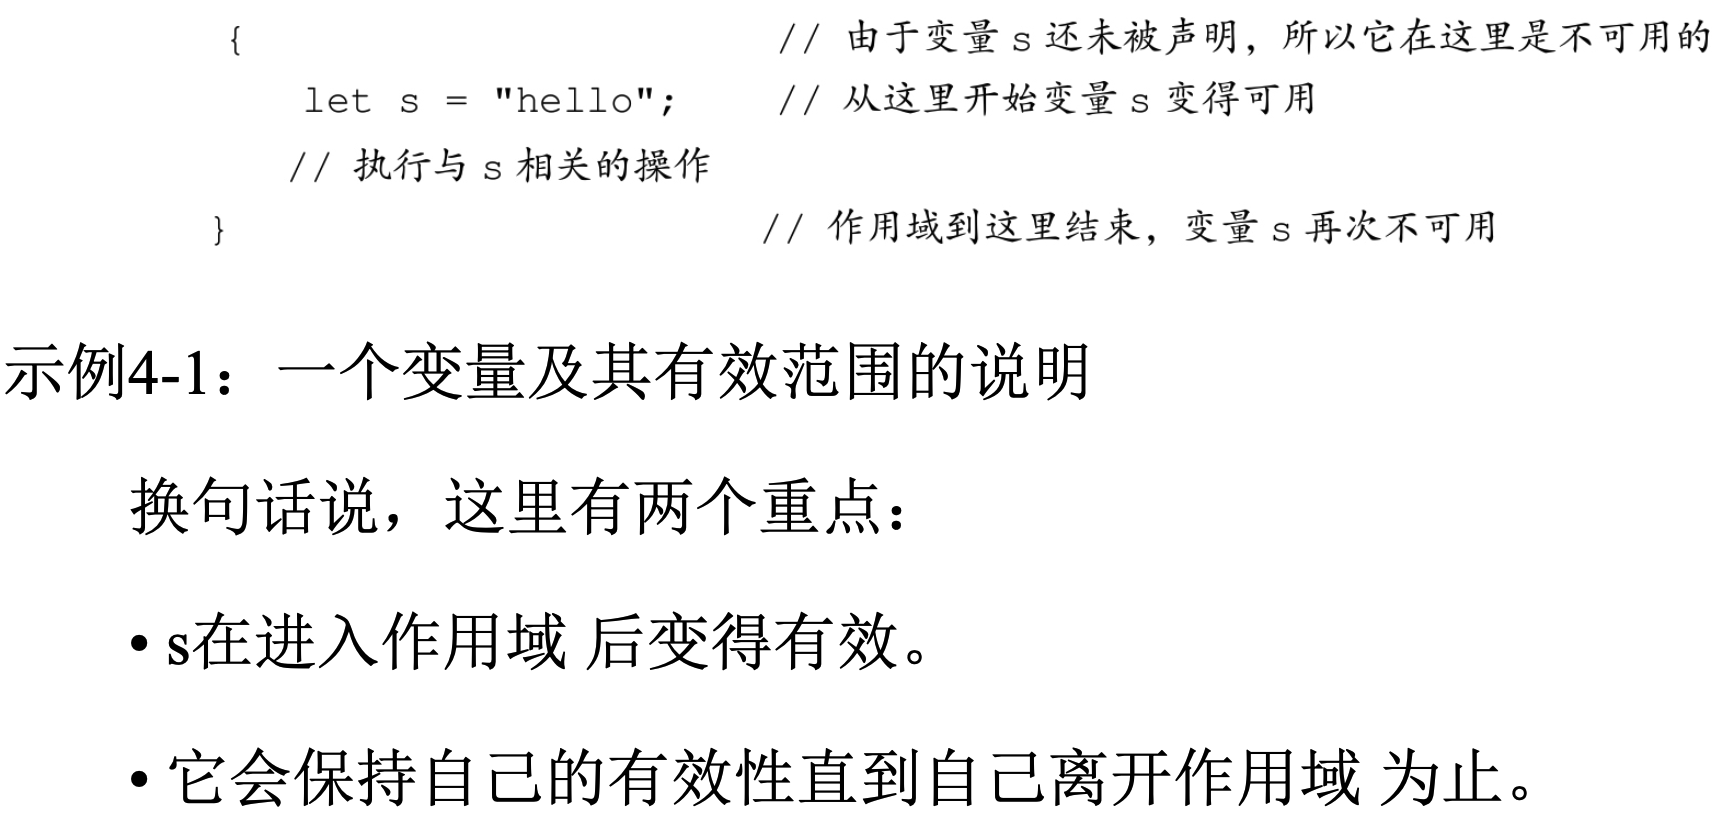 { // 由于变量 s 还未被声明，所以它在这里是不可用的
let s = "hello"; // 从这里开始变量 s 变得可用
// 执行与 s 相关的操作
} // 作用域到这里结束，变量 s 再次不可用
示例4-1：一个变量及其有效范围的说明
换句话说，这里有两个重点：
• s在进入作用域 后变得有效。
• 它会保持自己的有效性直到自己离开作用域 为止。